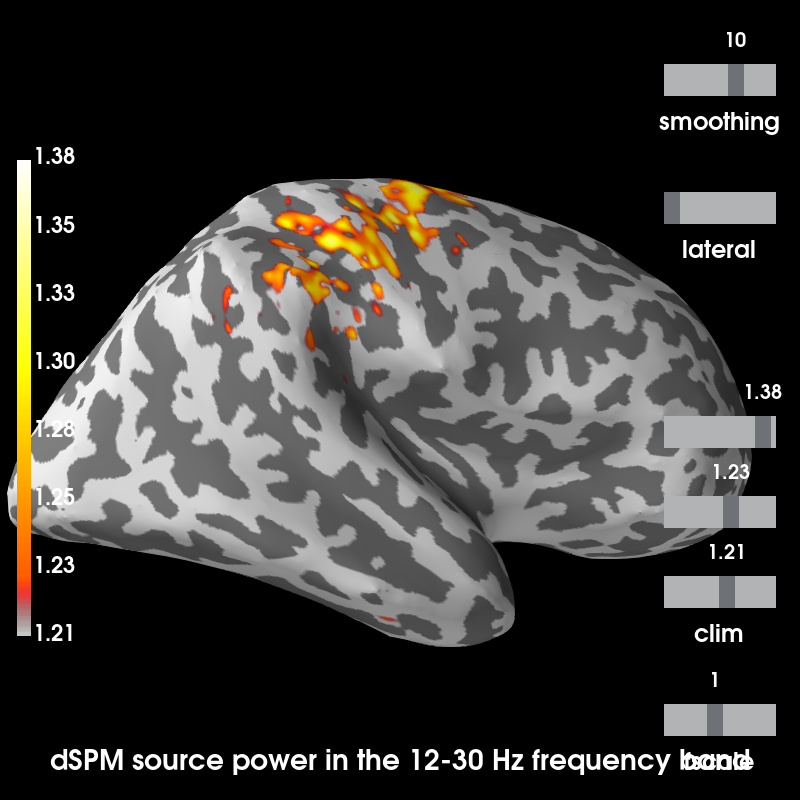 10
smoothing
1.38
1.35
lateral
1.33
1.30
1.38
1.28
1.23
1.25
1.21
1.23
1.21
clim
1
dSPM source power in the 12-30 Hz frequency band
fscale